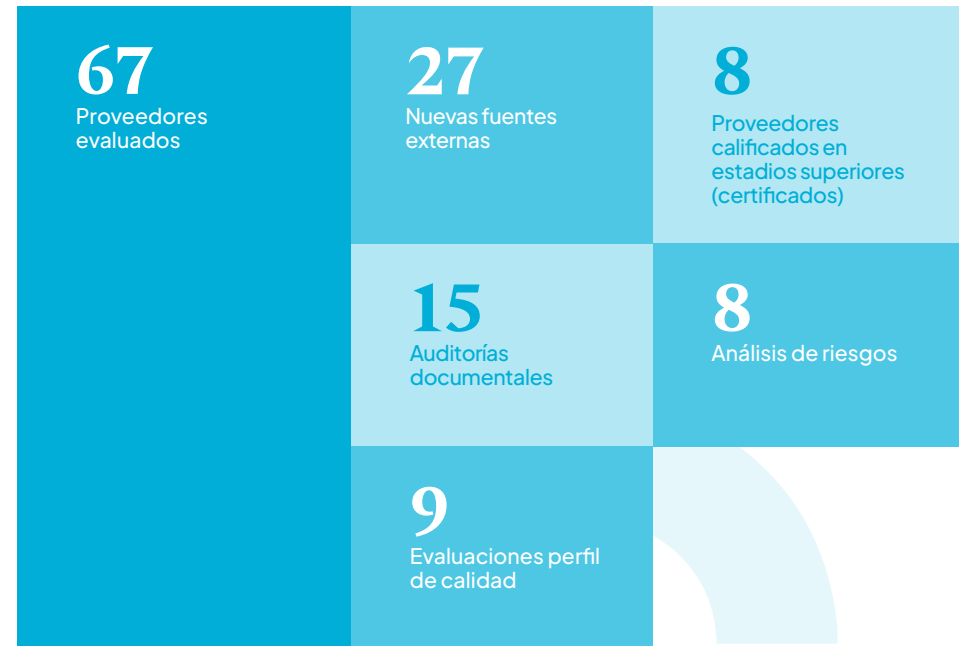 67
Proveedores
evaluados
27
Nuevas fuentes
externas
8
Proveedores
calificados en
estadios superiores
(certificados)
15
Auditorías
documentales
8
Análisis de riesgos
9
Evaluaciones perfil
de calidad